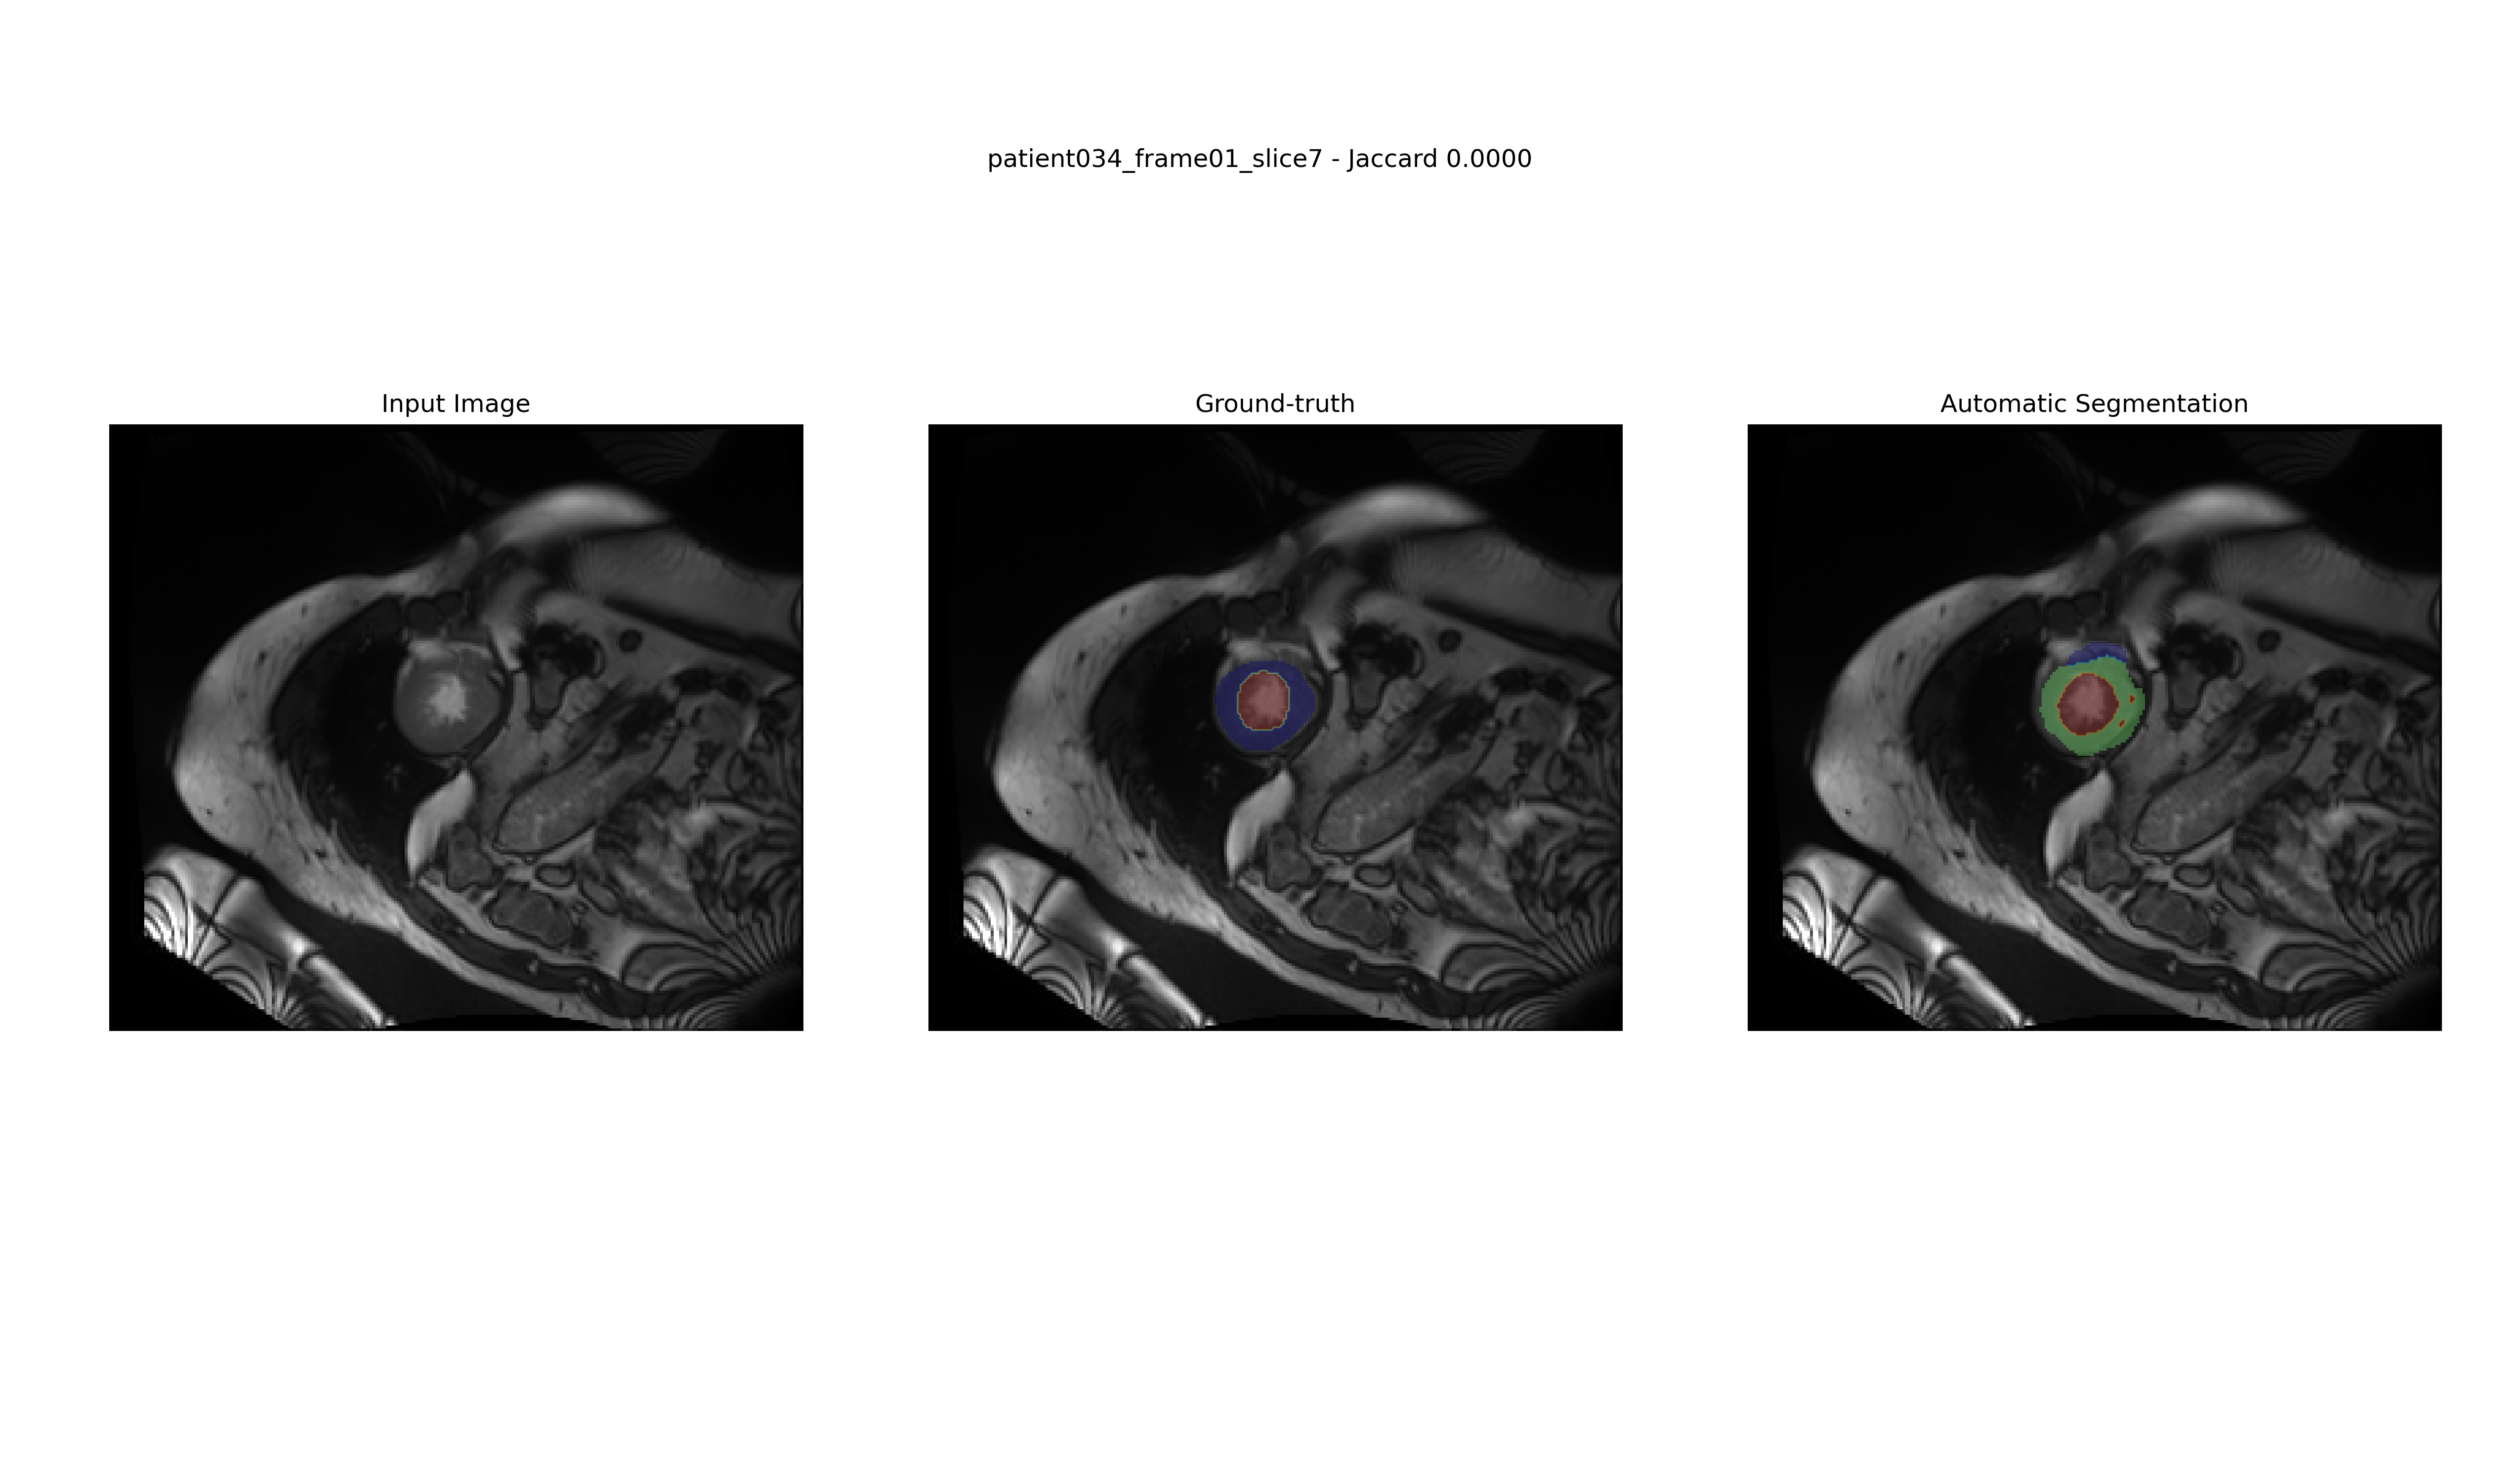 patient034_frame01_slice7 - Jaccard 0.0000
Input Image
Ground-truth
Automatic Segmentation